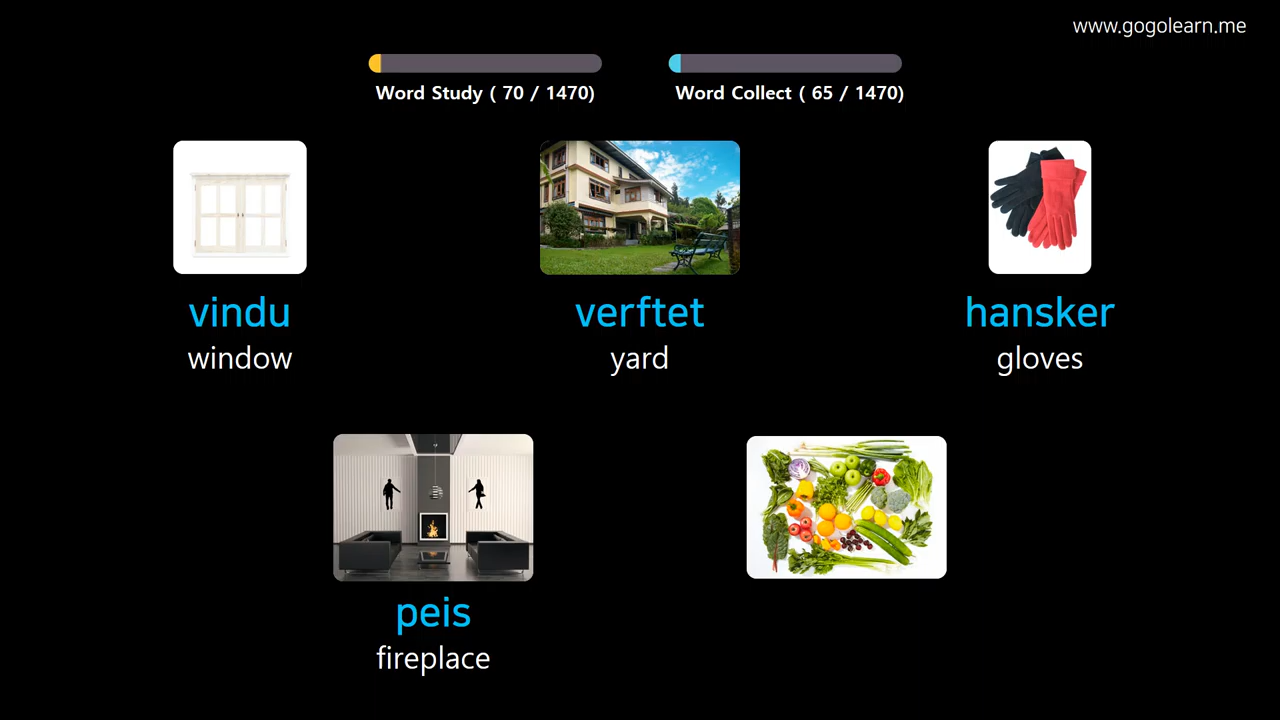 www.gogolearn.me
Word Study ( 70 / 1470)
Word Collect ( 65 / 1470)
vindu
window
verftet
yard
hansker
gloves
peis
fireplace